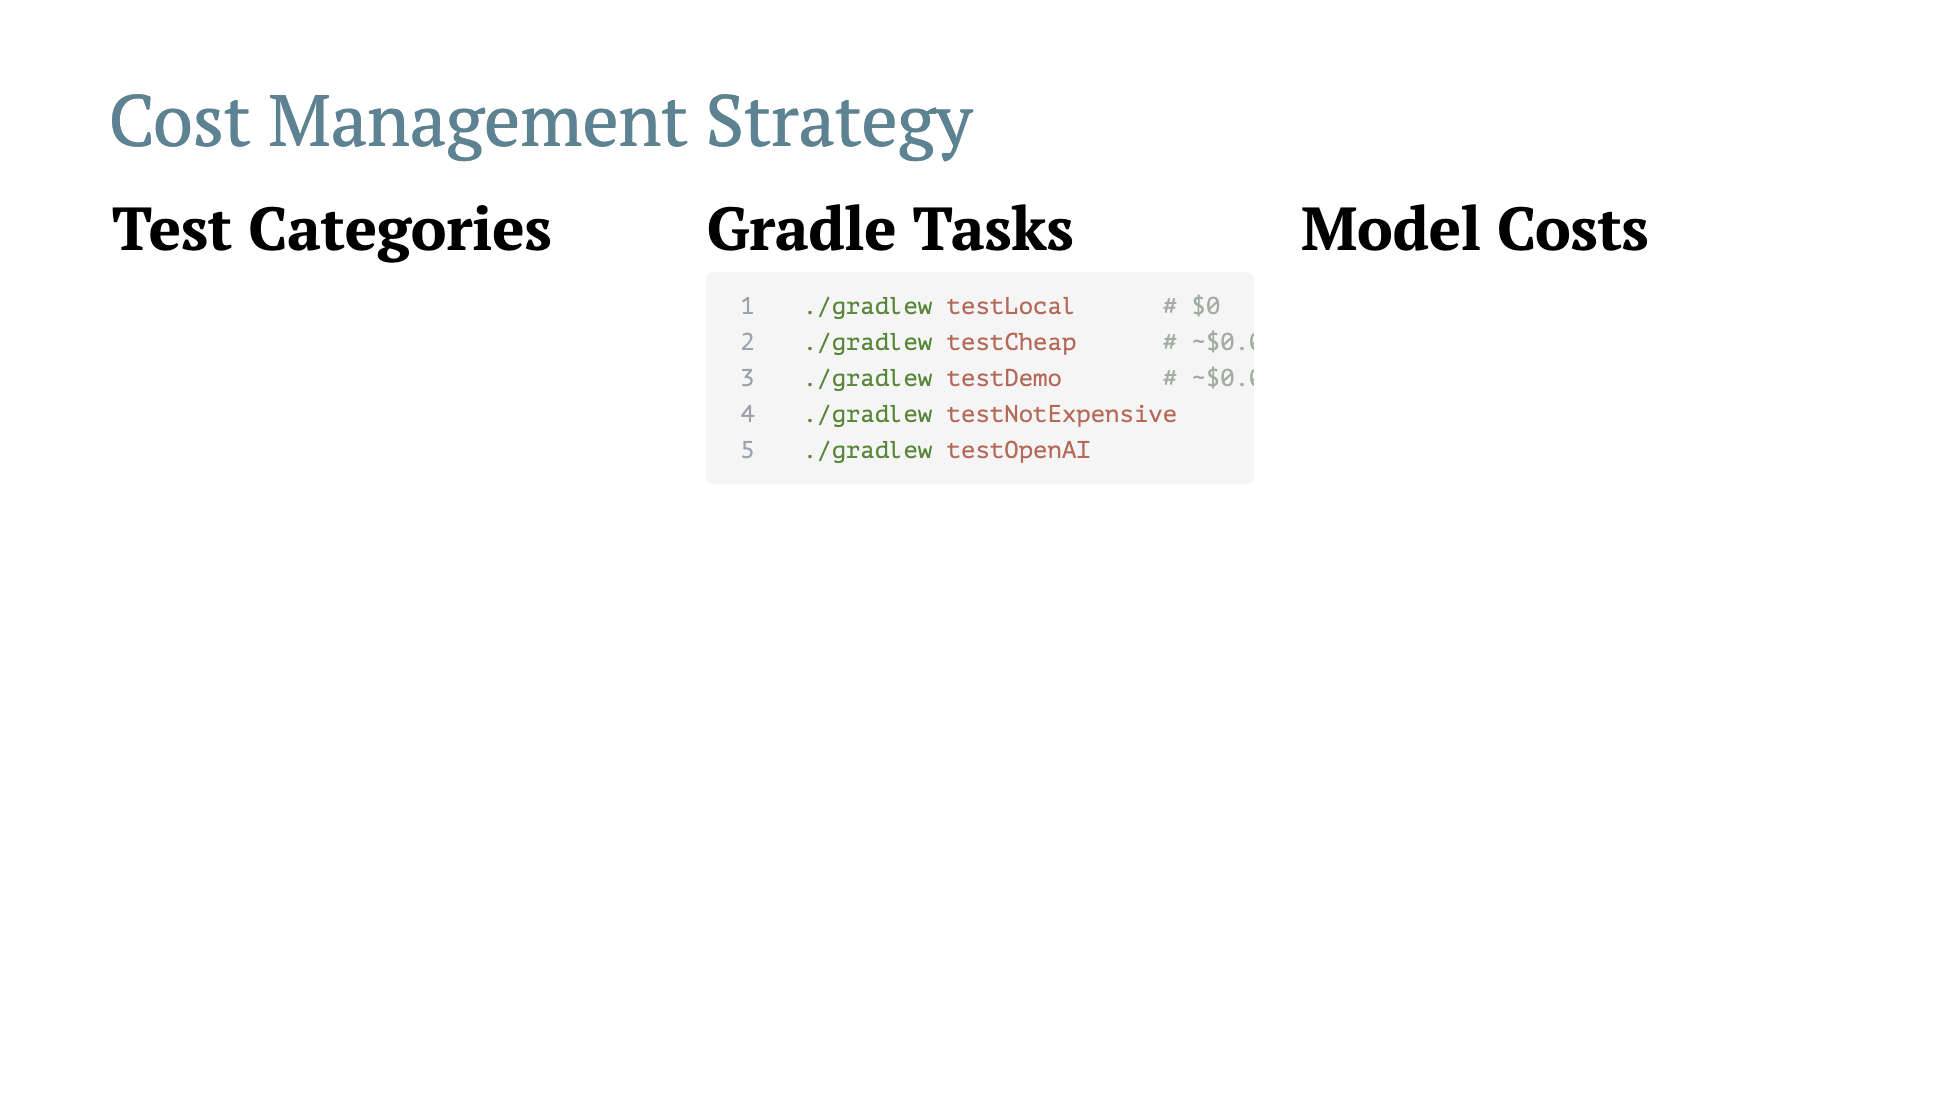 Cost Management Strategy
Test Categories
Gradle Tasks
1 ./gradlew testLocal # $0
2 ./gradlew testCheap # ~$0.
3 ./gradlew testDemo # ~$0.
4 ./gradlew testNotExpensive
5 ./gradlew testOpenAI
Model Costs